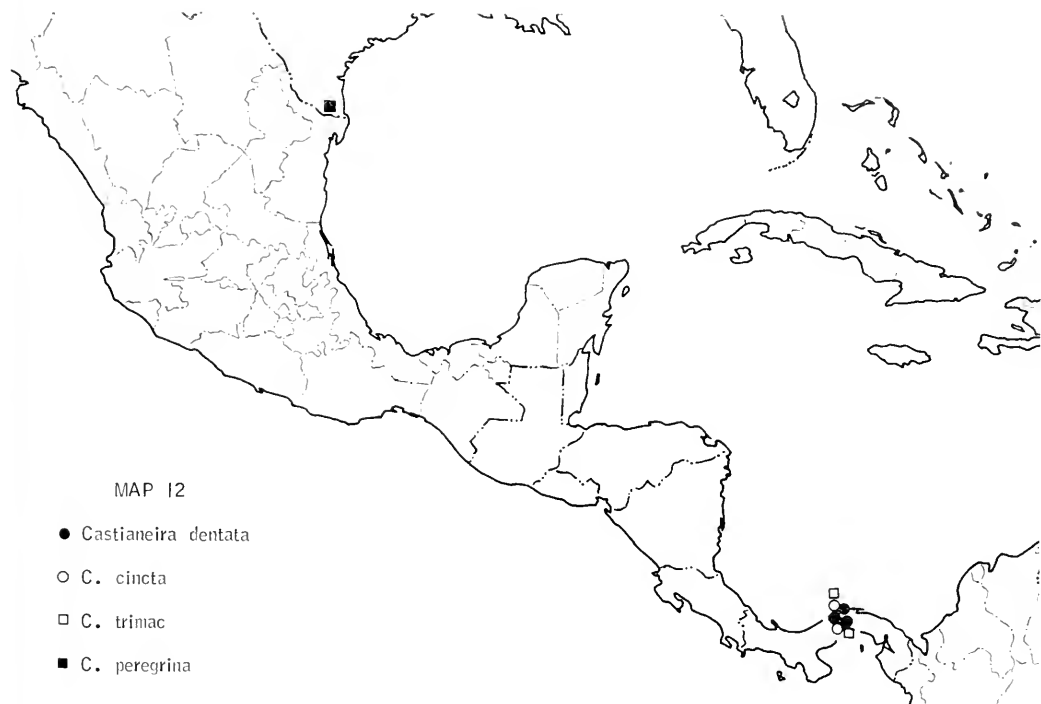 MAP 12
Castianeira dentata
C. cincta
C. trimac
C. peregrina